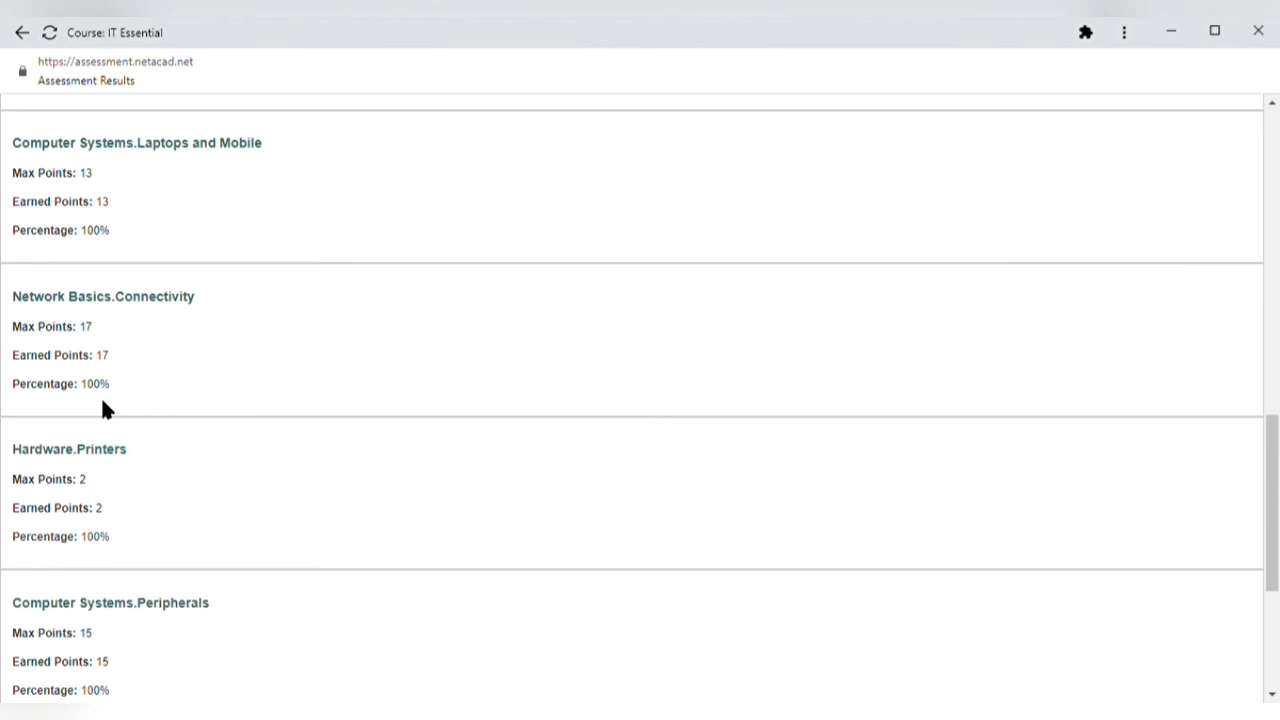 Course: IT Essential
https://assessment.netacad.net
Assessment Results
Computer Systems.Laptops and Mobile
Max Points: 13
Earned Points: 13
Percentage: 100%
Network Basics.Connectivity
Max Points: 17
Earned Points: 17
Percentage: 100%
Hardware.Printers
Max Points: 2
Earned Points: 2
Percentage: 100%
Computer Systems.Peripherals
Max Points: 15
Earned Points: 15
Percentage: 100%